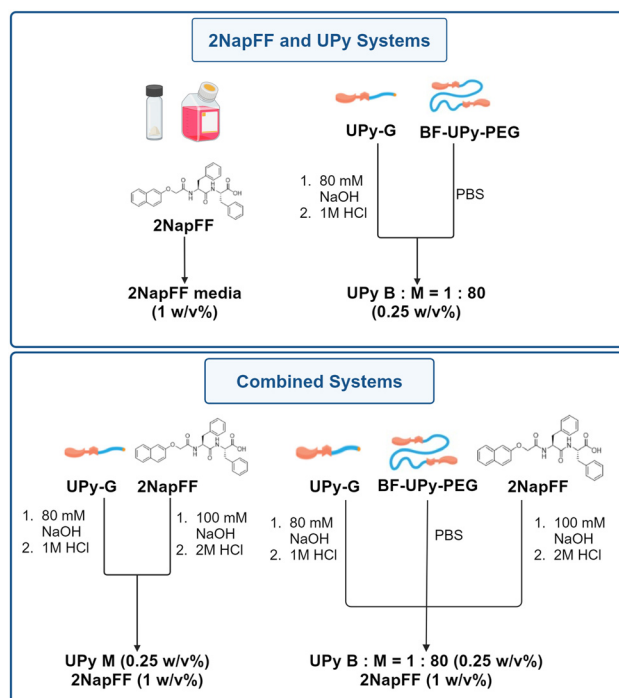 2NapFF and UPy Systems
UPy-G
BF-UPy-PEG
1. 80 mM
NaOH
2. 1M HCl
PBS
O
O
N
H
H
N
O
O
OH
2NapFF
2NapFF media
(1 w/v%)
UPy B : M = 1 : 80
(0.25 w/v%)
Combined Systems
O
O
N
H
O
H
N
O
OH
UPy-G
2NapFF
1. 80 mM
NaOH
2. 1M HCl
1. 100 mM
NaOH
2. 2M HCl
UPy M (0.25 w/v%)
2NapFF (1 w/v%)
O
O
N
H
O
H
N
O
OH
UPy-G
BF-UPy-PEG
2NapFF
1. 80 mM
NaOH
2. 1M HCl
PBS
1. 100 mM
NaOH
2. 2M HCl
UPy B : M = 1 : 80 (0.25 w/v%)
2NapFF (1 w/v%)